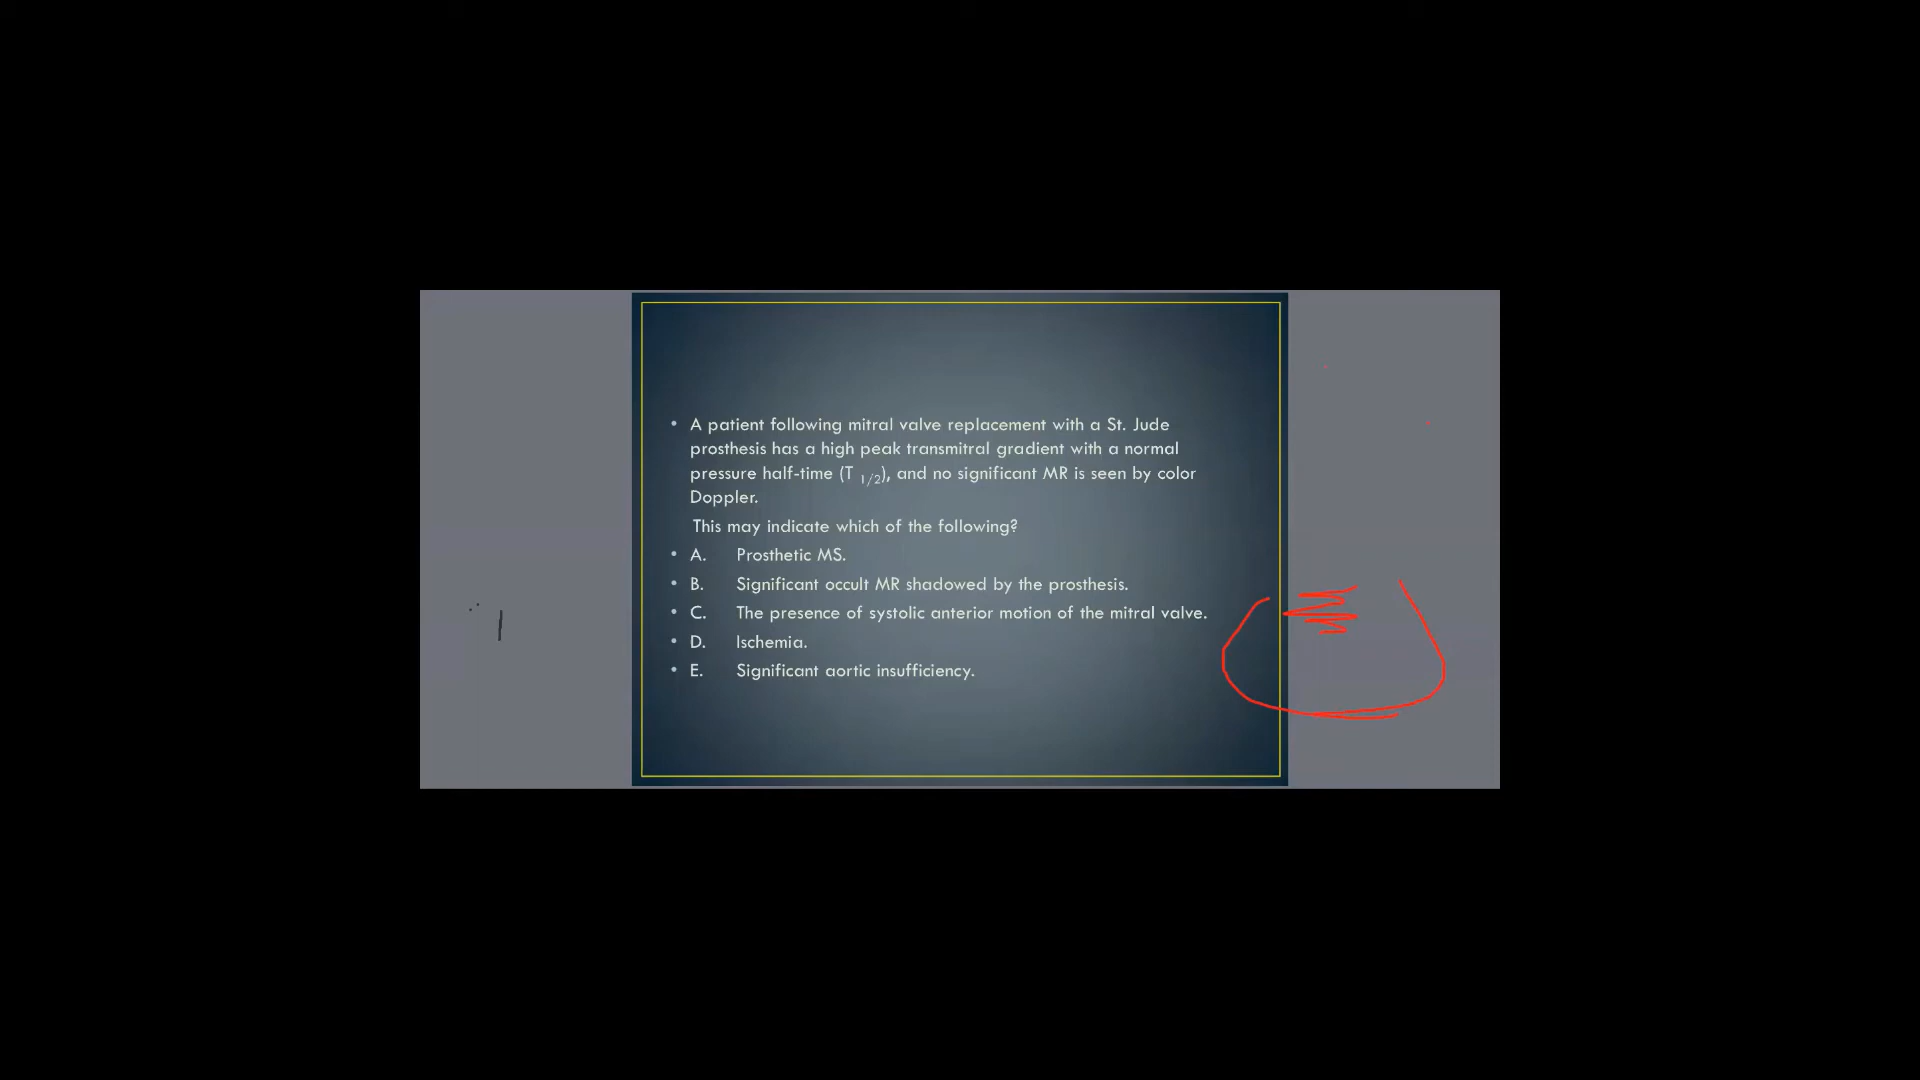 • A patient following mitral valve replacement with a St. Jude
prosthesis has a high peak transmitral gradient with a normal
pressure half-time (T 1/2), and no significant MR is seen by color
Doppler.
This may indicate which of the following?
• A. Prosthetic MS.
• B. Significant occult MR shadowed by the prosthesis.
• C. The presence of systolic anterior motion of the mitral valve.
• D. Ischemia.
• E. Significant aortic insufficiency.